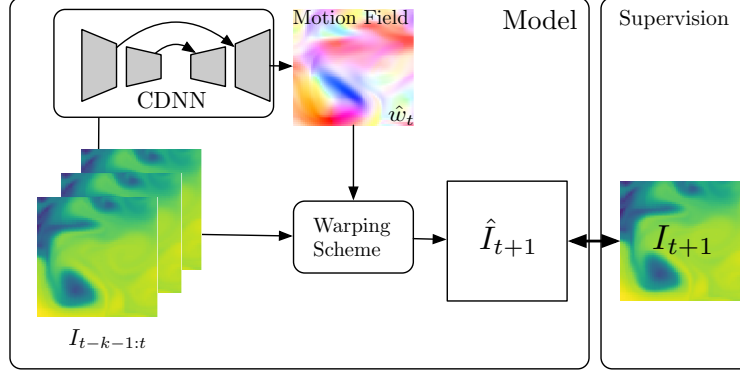 Motion Field
Model
Supervision
CDNN
ŵ_t
Warping
Scheme
Î_{t+1}
I_{t+1}
I_{t−k−1:t}